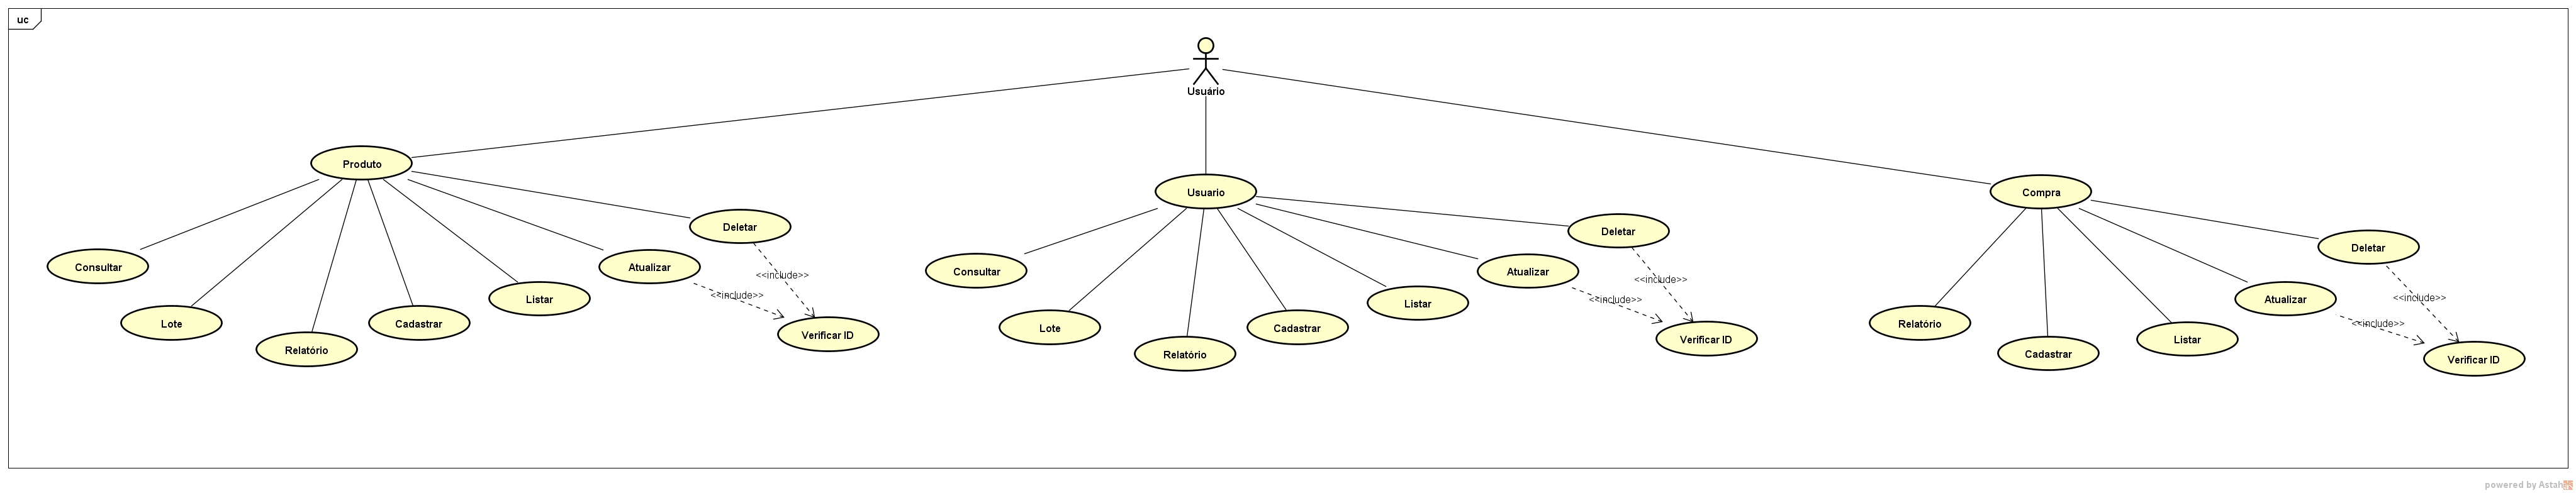 uc
Usuário
Produto
Consultar
Lote
Relatório
Cadastrar
Listar
Atualizar
Deletar
<<include>>
<<include>>
Verificar ID
Usuario
Consultar
Lote
Relatório
Cadastrar
Listar
Atualizar
Deletar
<<include>>
<<include>>
Verificar ID
Compra
Relatório
Cadastrar
Listar
Atualizar
Deletar
<<include>>
<<include>>
Verificar ID
powered by Astah